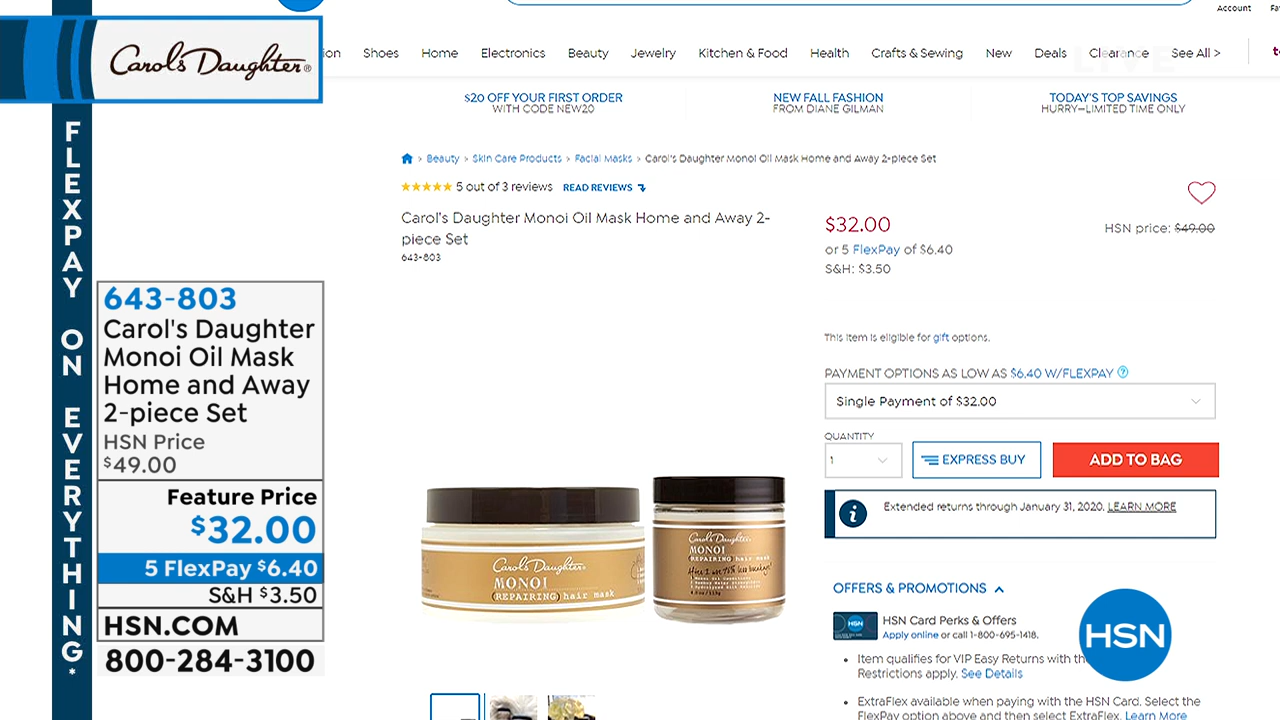 Carol's Daughter®
FLEXPAY ON EVERYTHING*
643-803
Carol's Daughter
Monoi Oil Mask
Home and Away
2-piece Set
HSN Price
$49.00
Feature Price
$32.00
5 FlexPay $6.40
S&H $3.50
HSN.COM
800-284-3100
Account
Shoes Home Electronics Beauty Jewelry Kitchen & Food Health Crafts & Sewing New Deals Clearance See All >
LIVE
$20 OFF YOUR FIRST ORDER
WITH CODE NEW20
NEW FALL FASHION
FROM DIANE GILMAN
TODAY'S TOP SAVINGS
HURRY—LIMITED TIME ONLY
> Beauty > Skin Care Products > Facial Masks > Carol's Daughter Monoi Oil Mask Home and Away 2-piece Set
5 out of 3 reviews READ REVIEWS
Carol's Daughter Monoi Oil Mask Home and Away 2-
piece Set
643-803
$32.00
HSN price: $49.00
or 5 FlexPay of $6.40
S&H: $3.50
This item is eligible for gift options.
PAYMENT OPTIONS AS LOW AS $6.40 W/FLEXPAY ?
Single Payment of $32.00
QUANTITY
1
EXPRESS BUY
ADD TO BAG
i Extended returns through January 31, 2020. LEARN MORE
Carol's Daughter
MONOI
(REPAIRING) hair mask
Carol's Daughter
MONOI
(REPAIRING) hair mask
OFFERS & PROMOTIONS
HSN
HSN Card Perks & Offers
Apply online or call 1-800-695-1418.
HSN
• Item qualifies for VIP Easy Returns with
Restrictions apply. See Details
• ExtraFlex available when paying with the HSN Card. Select the
FlexPay option above and then select ExtraFlex. Learn More